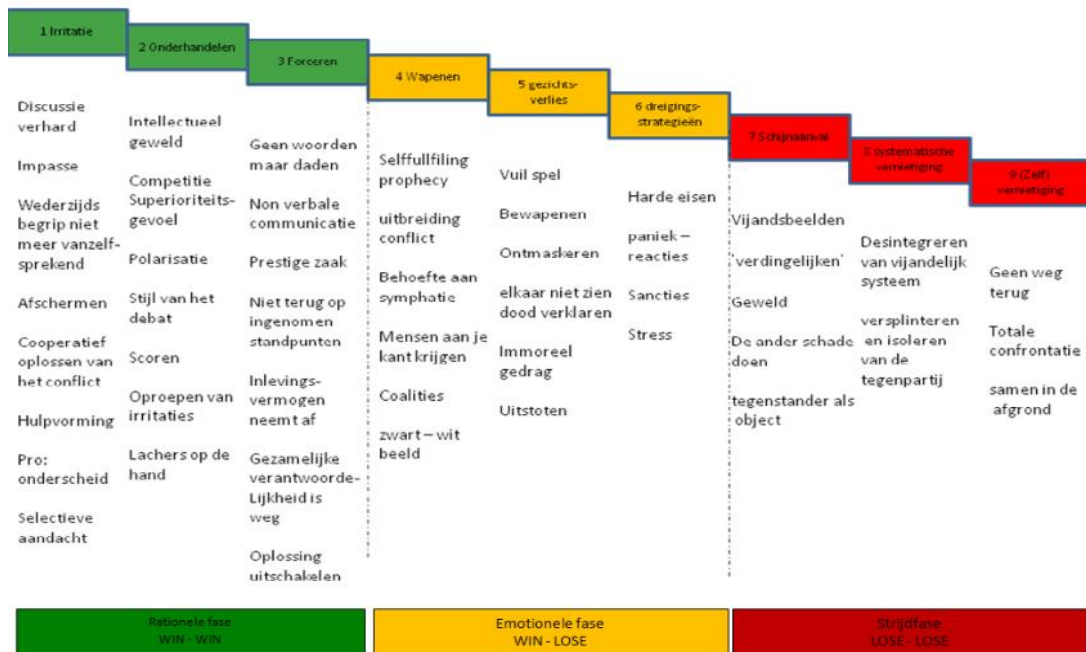 1 Irritatie
2 Onderhandelen
3 Forceren
4 Wapenen
5 gezichts-
verlies
6 dreigings-
strategieën
7 Schijnaanval
8 systematische
vernietiging
9 (Zelf)
vernietiging
Discussie
verhard
Impasse
Wederzijds
begrip niet
meer vanzelf-
sprekend
Afschermen
Cooperatief
oplossen van
het conflict
Hulpvorming
Pro:
onderscheid
Selectieve
aandacht
Intellectueel
geweld
Competitie
Superioriteits-
gevoel
Polarisatie
Stijl van het
debat
Scoren
Oproepen van
irritaties
Lachers op de
hand
Geen woorden
maar daden
Non verbale
communicatie
Prestige zaak
Niet terug op
ingenomen
standpunten
Inlevings-
vermogen
neemt af
Gezamelijke
verantwoorde-
Lijkheid is
weg
Oplossing
uitschakelen
Selffullfiling
prophecy
uitbreiding
conflict
Behoefte aan
symphatie
Mensen aan je
kant krijgen
Coalities
zwart – wit
beeld
Vuil spel
Bewapenen
Ontmaskeren
elkaar niet zien
dood verklaren
Immoreel
gedrag
Uitstoten
Harde eisen
paniek –
reacties
Sancties
Stress
Vijandsbeelden
'verdingelijken'
Geweld
De ander schade
doen
tegenstander als
object
Desintegreren
van vijandelijk
systeem
versplinteren
en isoleren
van de
tegenpartij
Geen weg
terug
Totale
confrontatie
samen in de
afgrond
Rationele fase
WIN - WIN
Emotionele fase
WIN - LOSE
Strijdfase
LOSE - LOSE